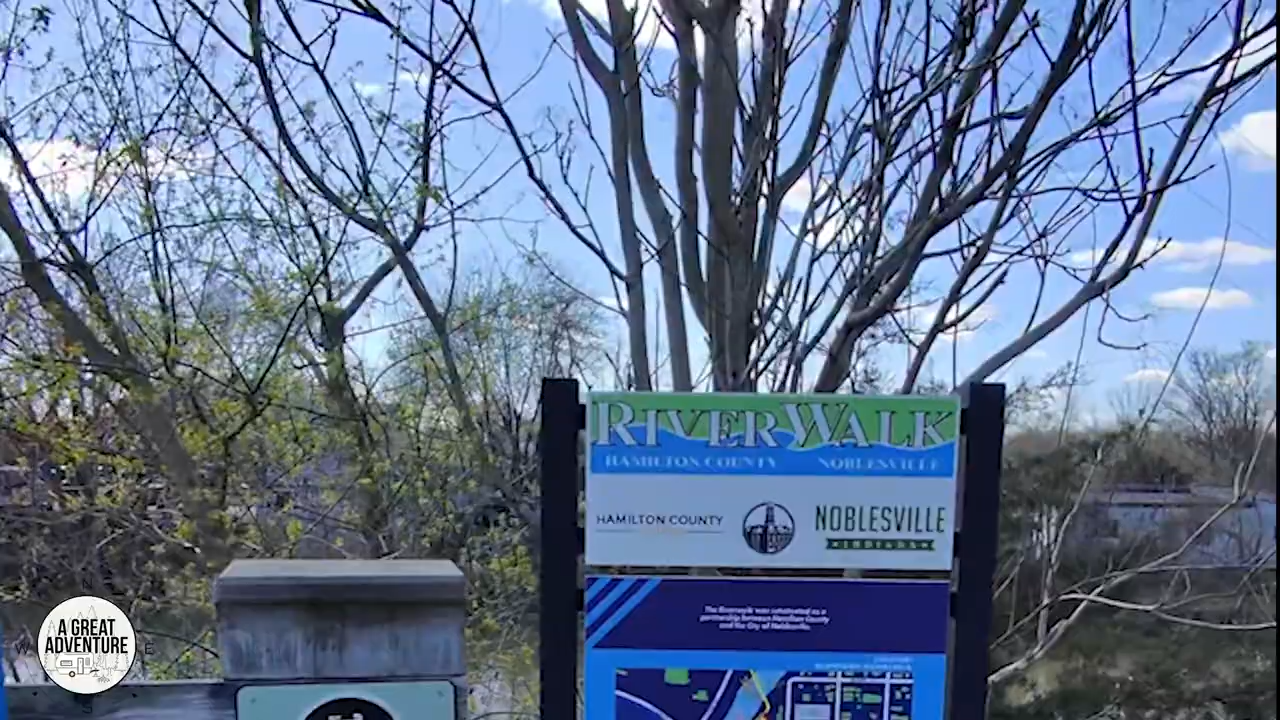 RIVERWALK
HAMILTON COUNTY NOBLESVILLE
HAMILTON COUNTY
NOBLESVILLE
INDIANA
The Riverwalk was constructed as a
partnership between Hamilton County
and the City of Noblesville.
N
W E
S
A GREAT
ADVENTURE